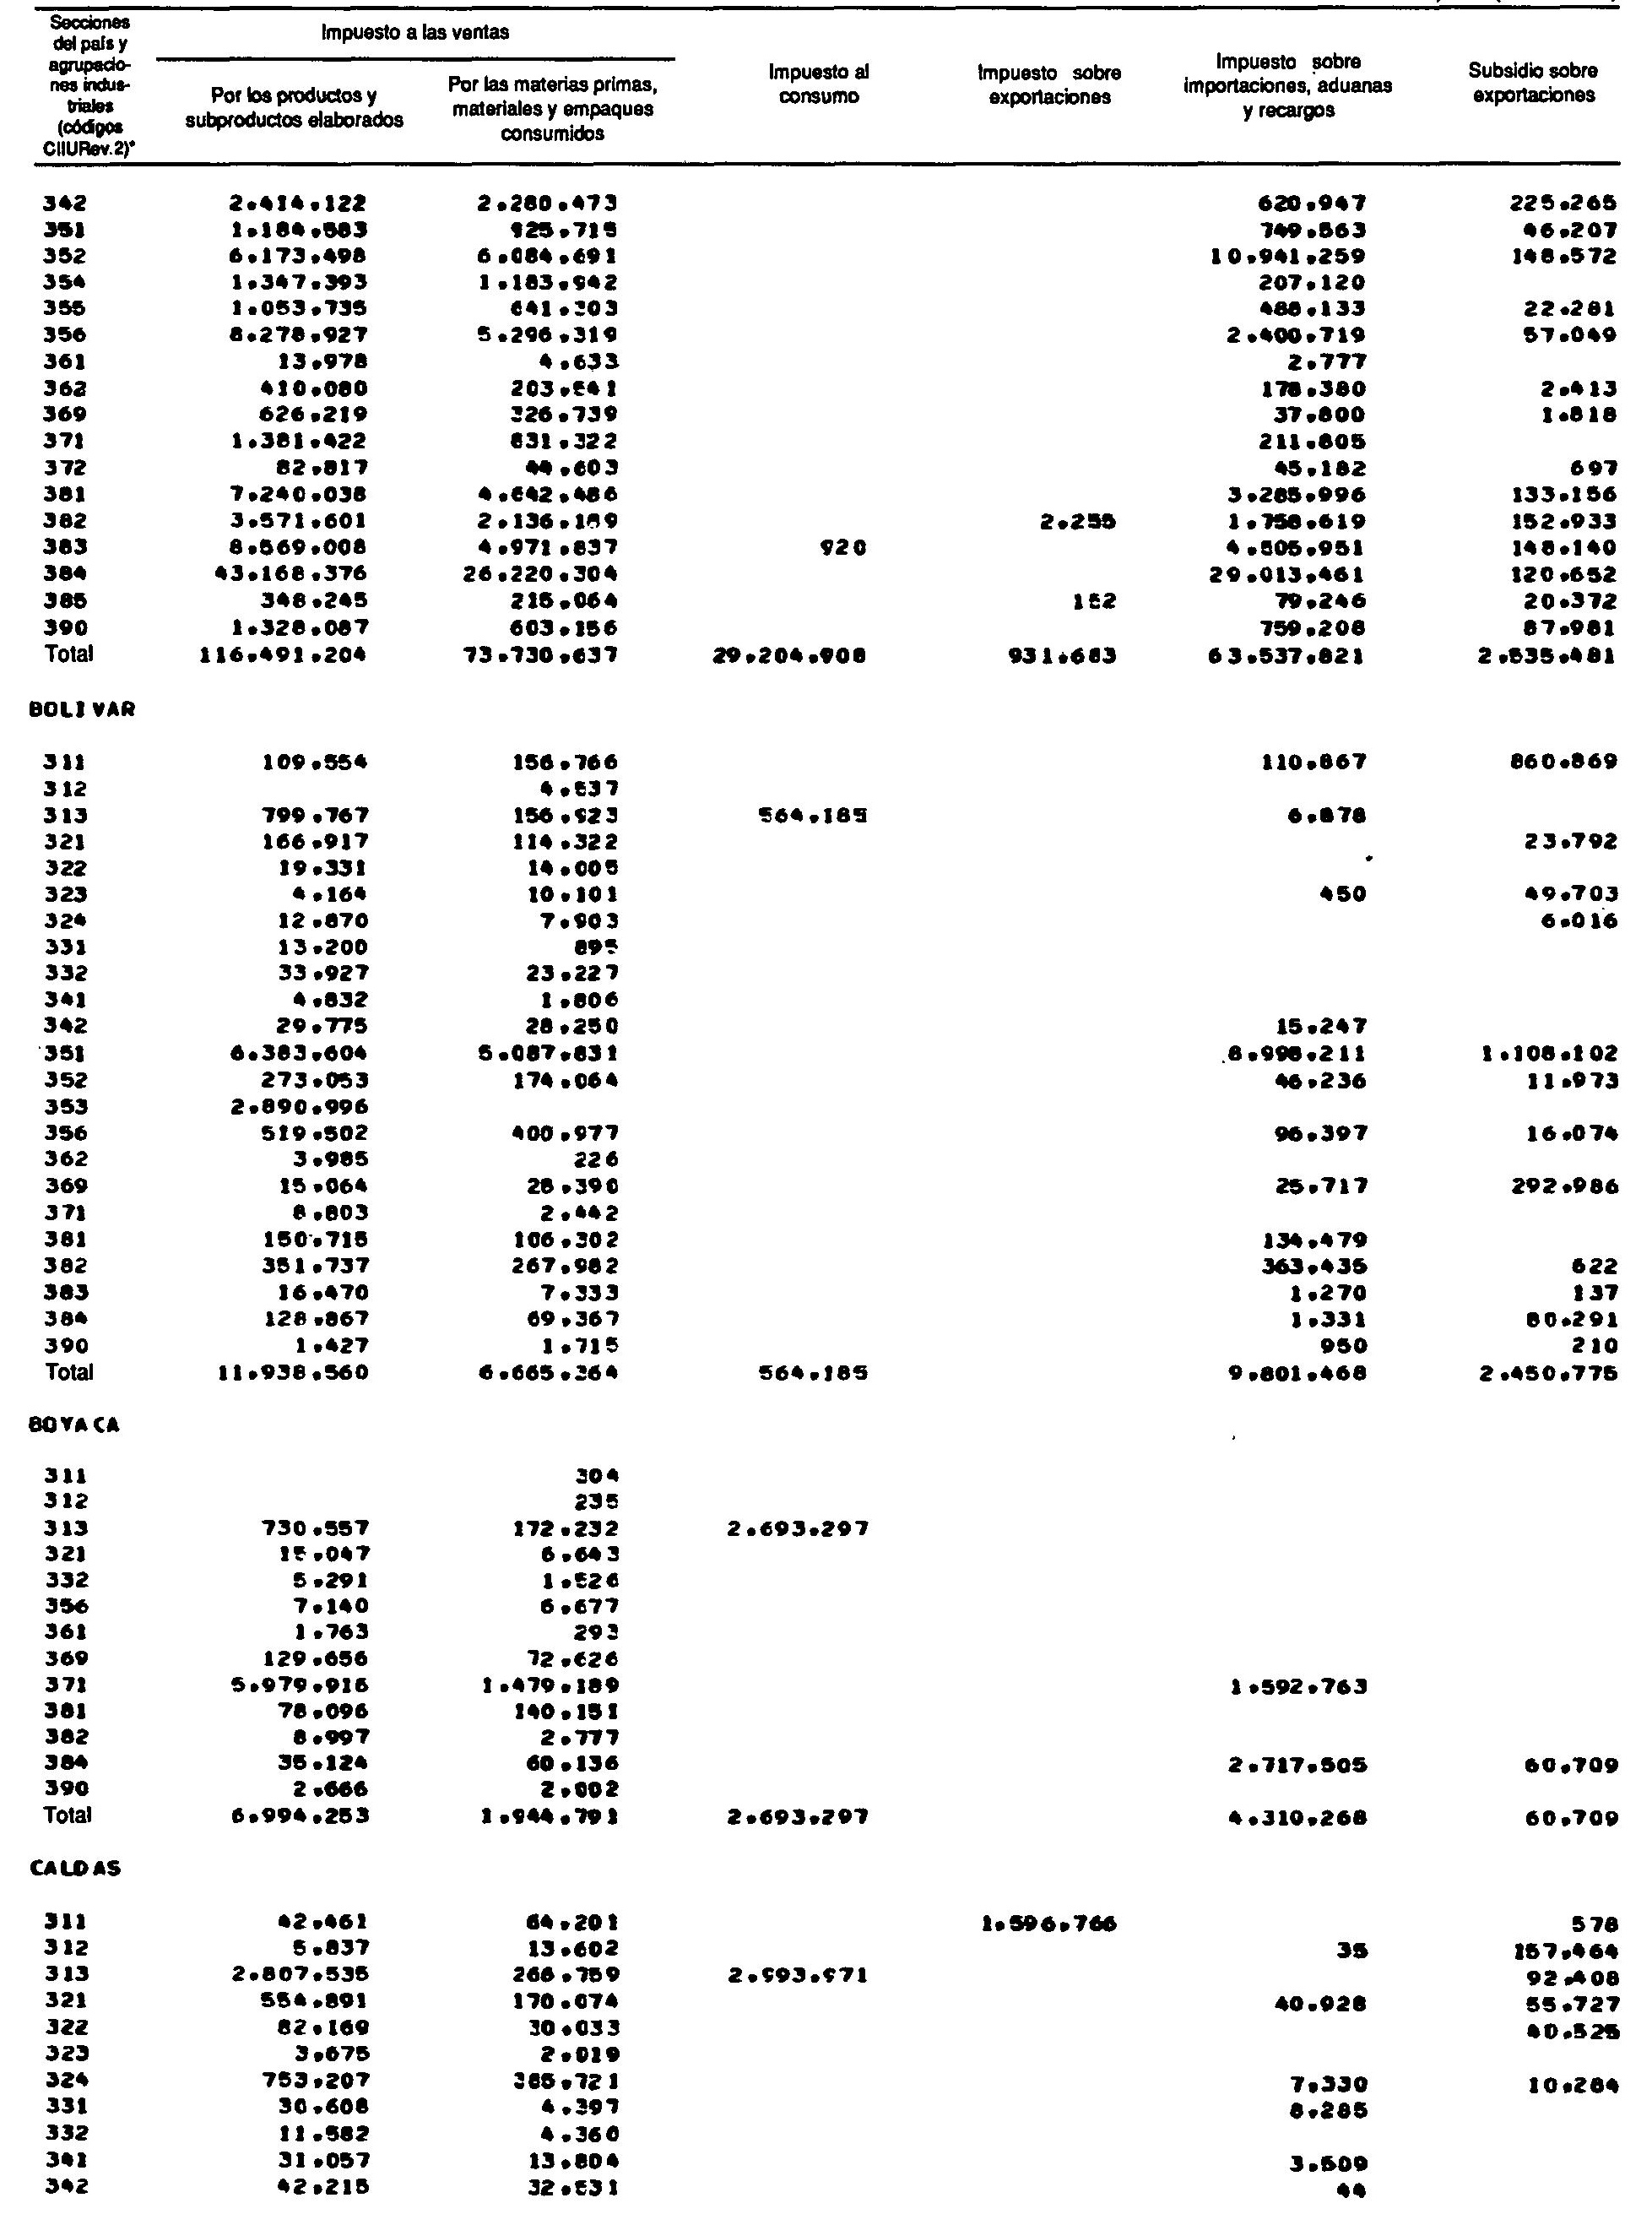 Secciones del país y agrupacio- nes indus- triales (códigos CIIURev.2)* Impuesto a las ventas Por los productos y subproductos elaborados Por las materias primas, materiales y empaques consumidos Impuesto al consumo Impuesto sobre exportaciones Impuesto sobre importaciones, aduanas y recargos Subsidio sobre exportaciones
342 2.414.122 2.280.473 620.947 225.265
351 1.184.583 925.715 749.563 46.207
352 6.173.498 6.084.691 10.941.259 148.572
354 1.347.393 1.183.942 207.120
355 1.053.735 641.303 488.133 22.281
356 8.278.927 5.296.319 2.400.719 57.049
361 13.978 4.633 2.777
362 410.080 203.541 178.380 2.413
369 626.219 326.739 37.800 1.818
371 1.381.422 831.322 211.805
372 82.817 44.603 45.182 697
381 7.240.038 4.642.486 3.285.996 133.156
382 3.571.601 2.136.189 2.255 1.758.619 152.933
383 8.569.008 4.971.837 920 4.505.951 148.140
384 43.168.376 26.220.304 29.013.461 120.652
385 348.245 215.064 152 79.246 20.372
390 1.328.087 603.156 759.208 87.981
Total 116.491.204 73.730.637 29.204.908 931.683 63.537.821 2.535.481
BOLIVAR
311 109.554 156.766 110.867 860.869
312 4.537
313 799.767 156.923 564.185 6.878
321 166.917 114.322 23.792
322 19.331 14.005
323 4.164 10.101 450 49.703
324 12.870 7.903 6.016
331 13.200 895
332 33.927 23.227
341 4.832 1.806
342 29.775 28.250 15.247
351 6.383.604 5.087.831 8.998.211 1.108.102
352 273.053 174.064 46.236 11.973
353 2.890.996
356 519.502 400.977 96.397 16.074
362 3.985 226
369 15.064 28.390 25.717 292.986
371 8.803 2.442
381 150.715 106.302 134.479
382 351.737 267.982 363.435 622
383 16.470 7.333 1.270 137
384 128.867 69.367 1.331 80.291
390 1.427 1.715 950 210
Total 11.938.560 6.665.364 564.185 9.801.468 2.450.775
BOYACA
311 304
312 235
313 730.557 172.232 2.693.297
321 15.047 6.643
332 5.291 1.526
356 7.140 6.677
361 1.763 293
369 129.656 72.626
371 5.979.916 1.479.189 1.592.763
381 78.096 140.151
382 8.997 2.777
384 35.124 60.136 2.717.505 60.709
390 2.666 2.002
Total 6.994.253 1.944.791 2.693.297 4.310.268 60.709
CALDAS
311 42.461 64.201 1.596.766 578
312 5.837 13.602 35 157.464
313 2.807.535 266.759 2.993.971 92.408
321 554.891 170.074 40.928 55.727
322 82.169 30.033 40.525
323 3.675 2.019
324 753.207 385.721 7.330 10.284
331 30.608 4.397 8.285
332 11.582 4.360
341 31.057 13.804 3.509
342 42.215 32.531 44